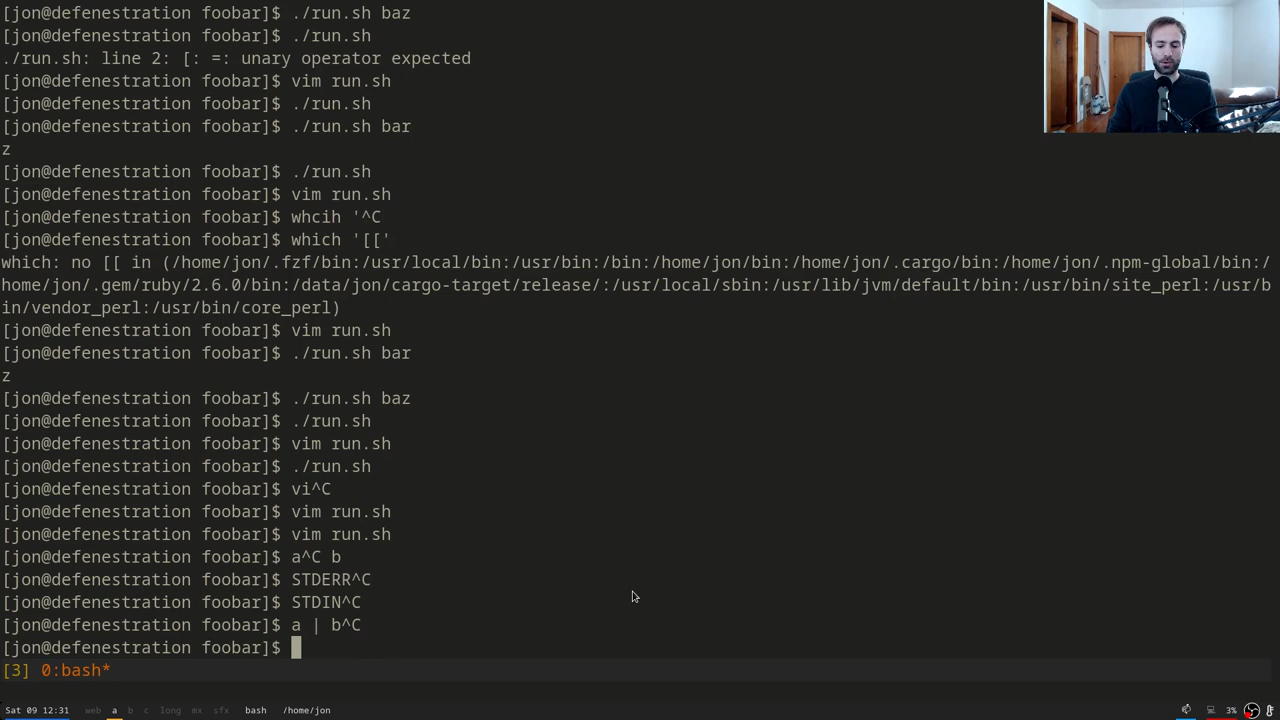 [jon@defenestration foobar]$ ./run.sh baz
[jon@defenestration foobar]$ ./run.sh
./run.sh: line 2: [: =: unary operator expected
[jon@defenestration foobar]$ vim run.sh
[jon@defenestration foobar]$ ./run.sh
[jon@defenestration foobar]$ ./run.sh bar
z
[jon@defenestration foobar]$ ./run.sh
[jon@defenestration foobar]$ vim run.sh
[jon@defenestration foobar]$ whcih '^C
[jon@defenestration foobar]$ which '[['
which: no [[ in (/home/jon/.fzf/bin:/usr/local/bin:/usr/bin:/bin:/home/jon/bin:/home/jon/.cargo/bin:/home/jon/.npm-global/bin:/
home/jon/.gem/ruby/2.6.0/bin:/data/jon/cargo-target/release/:/usr/local/sbin:/usr/lib/jvm/default/bin:/usr/bin/site_perl:/usr/b
in/vendor_perl:/usr/bin/core_perl)
[jon@defenestration foobar]$ vim run.sh
[jon@defenestration foobar]$ ./run.sh bar
z
[jon@defenestration foobar]$ ./run.sh baz
[jon@defenestration foobar]$ ./run.sh
[jon@defenestration foobar]$ vim run.sh
[jon@defenestration foobar]$ ./run.sh
[jon@defenestration foobar]$ vi^C
[jon@defenestration foobar]$ vim run.sh
[jon@defenestration foobar]$ vim run.sh
[jon@defenestration foobar]$ a^C b
[jon@defenestration foobar]$ STDERR^C
[jon@defenestration foobar]$ STDIN^C
[jon@defenestration foobar]$ a | b^C
[jon@defenestration foobar]$
[3] 0:bash*
Sat 09 12:31 web a b c long mx sfx bash /home/jon 3%